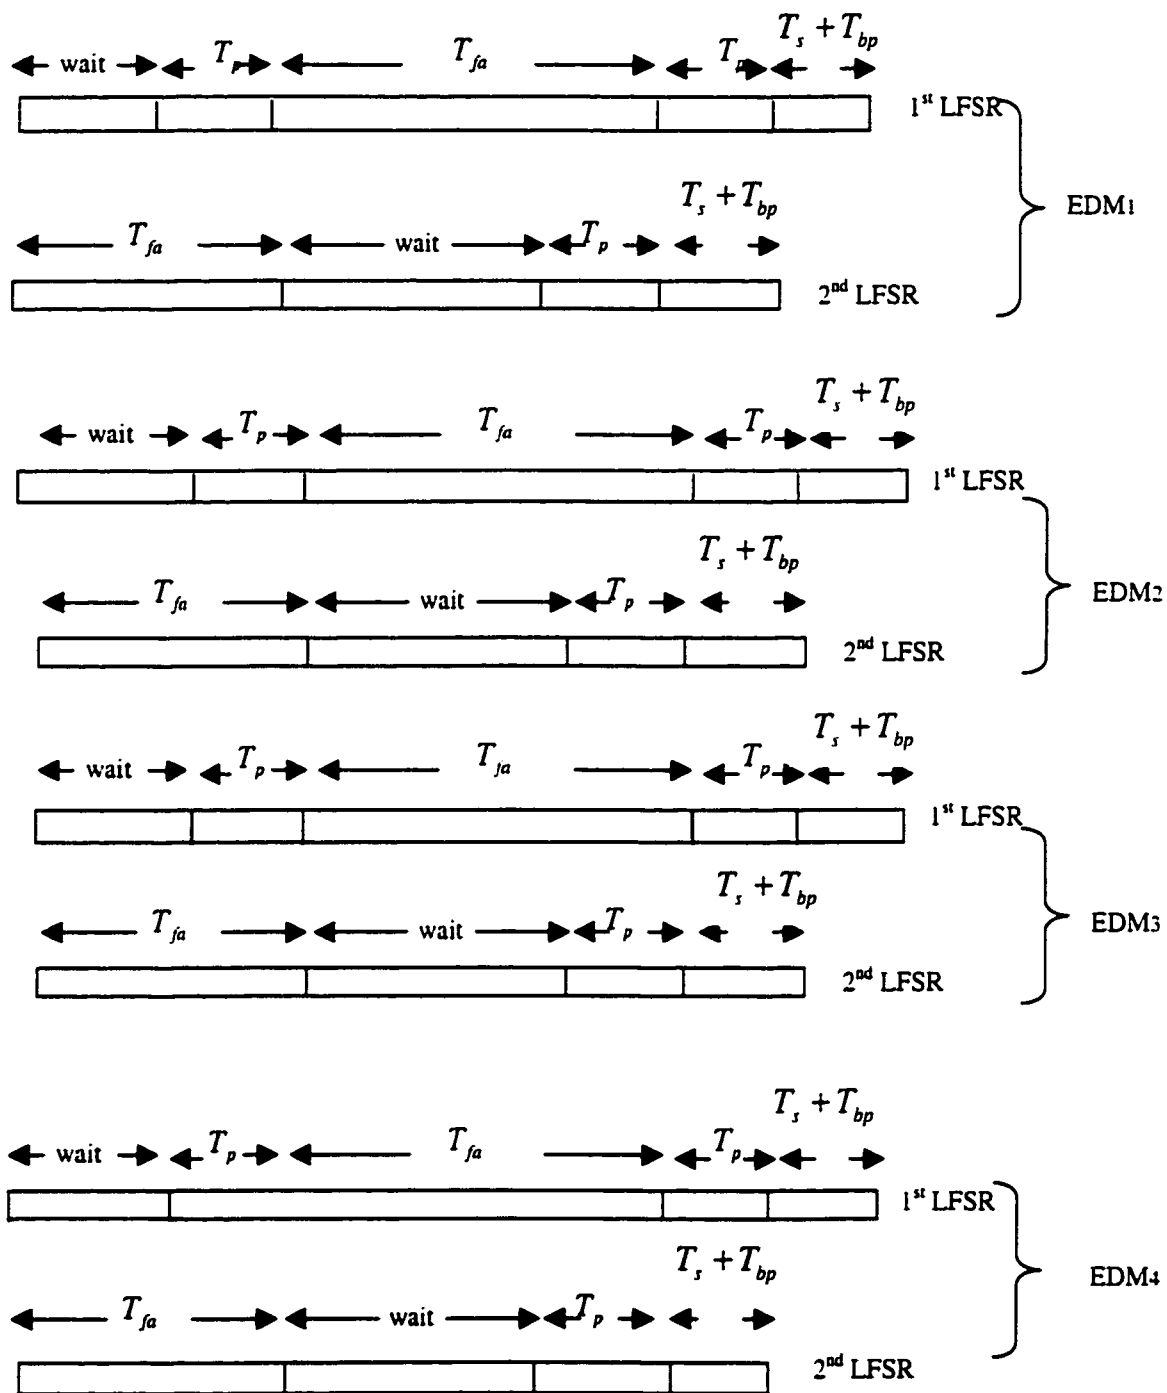 T_s + T_bp
wait T_p T_fa T_p
1st LFSR
T_s + T_bp
EDM1
T_fa wait T_p
2nd LFSR
T_s + T_bp
wait T_p T_fa T_p
1st LFSR
T_s + T_bp
EDM2
T_fa wait T_p
2nd LFSR
T_s + T_bp
wait T_p T_fa T_p
1st LFSR
T_s + T_bp
EDM3
T_fa wait T_p
2nd LFSR
T_s + T_bp
wait T_p T_fa T_p
1st LFSR
T_s + T_bp
EDM4
T_fa wait T_p
2nd LFSR